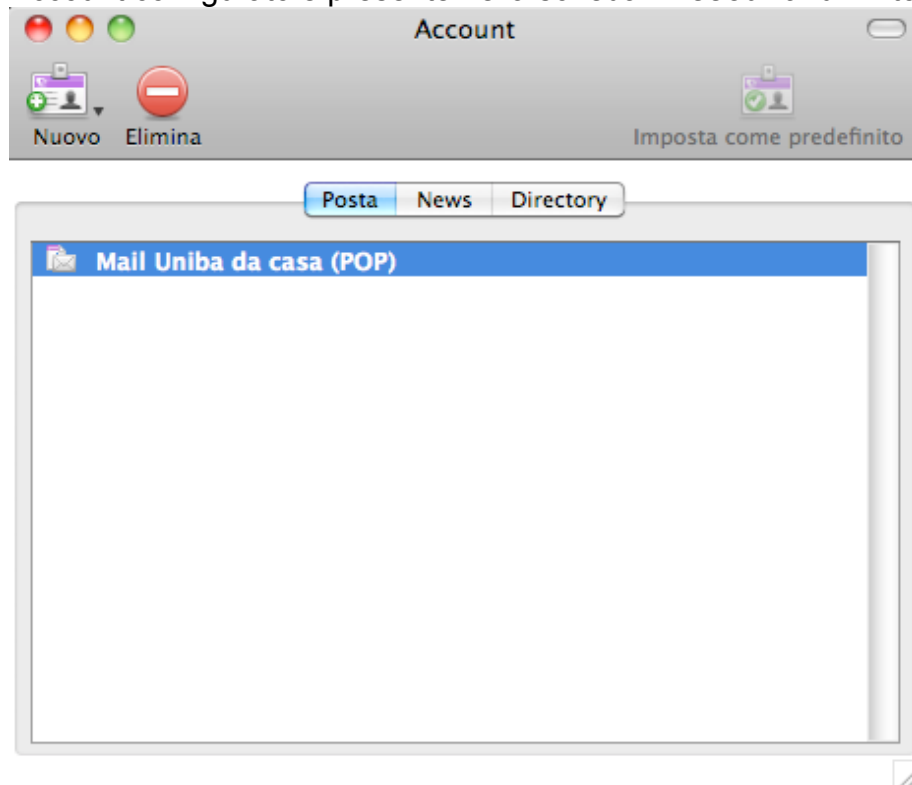 Account
Nuovo Elimina Imposta come predefinito
Posta News Directory
Mail Uniba da casa (POP)